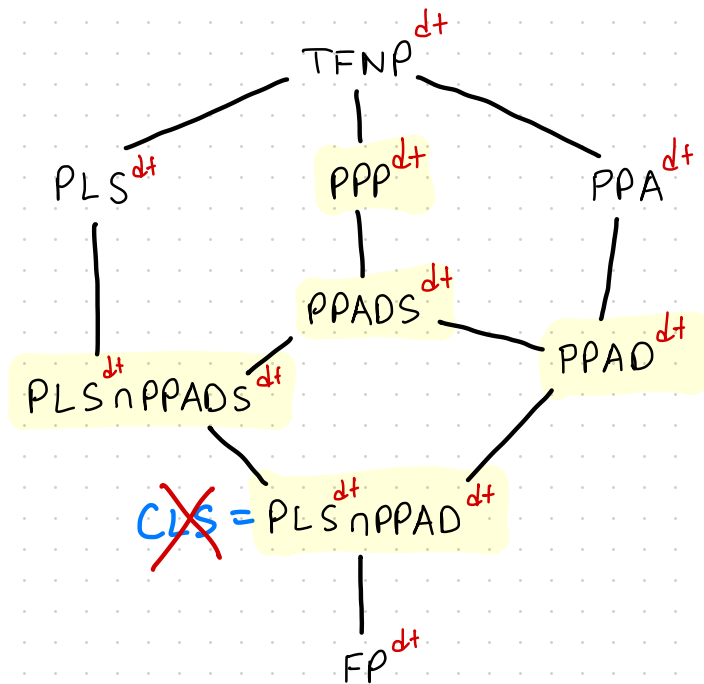 TFNP^dt
PLS^dt PPP^dt PPA^dt
PPADS^dt
PPAD^dt
PLS^dt∩PPADS^dt
CLS = PLS^dt∩PPAD^dt
FP^dt